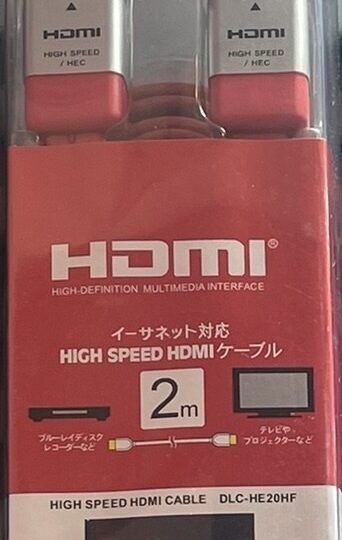 HDMI HDMI
HIGH SPEED HIGH SPEED
/ HEC / HEC
HDMI®
HIGH-DEFINITION MULTIMEDIA INTERFACE
イーサネット対応
HIGH SPEED HDMIケーブル
2m
ブルーレイディスク
レコーダーなど
テレビや
プロジェクターなど
HIGH SPEED HDMI CABLE DLC-HE20HF